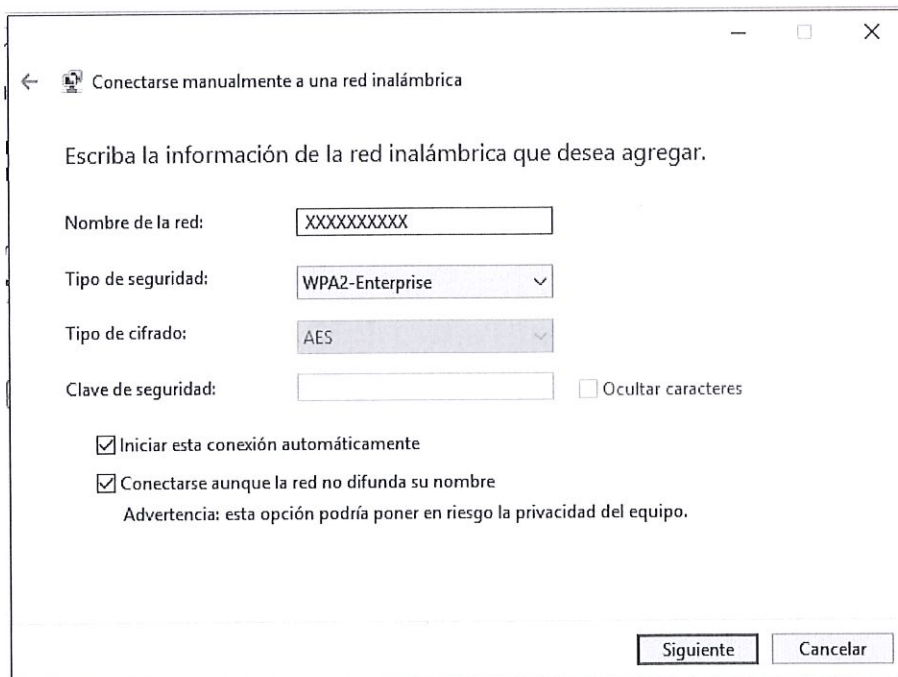 Conectarse manualmente a una red inalámbrica
Escriba la información de la red inalámbrica que desea agregar.
Nombre de la red: XXXXXXXXXX
Tipo de seguridad: WPA2-Enterprise
Tipo de cifrado: AES
Clave de seguridad: Ocultar caracteres
Iniciar esta conexión automáticamente
Conectarse aunque la red no difunda su nombre
Advertencia: esta opción podría poner en riesgo la privacidad del equipo.
Siguiente Cancelar